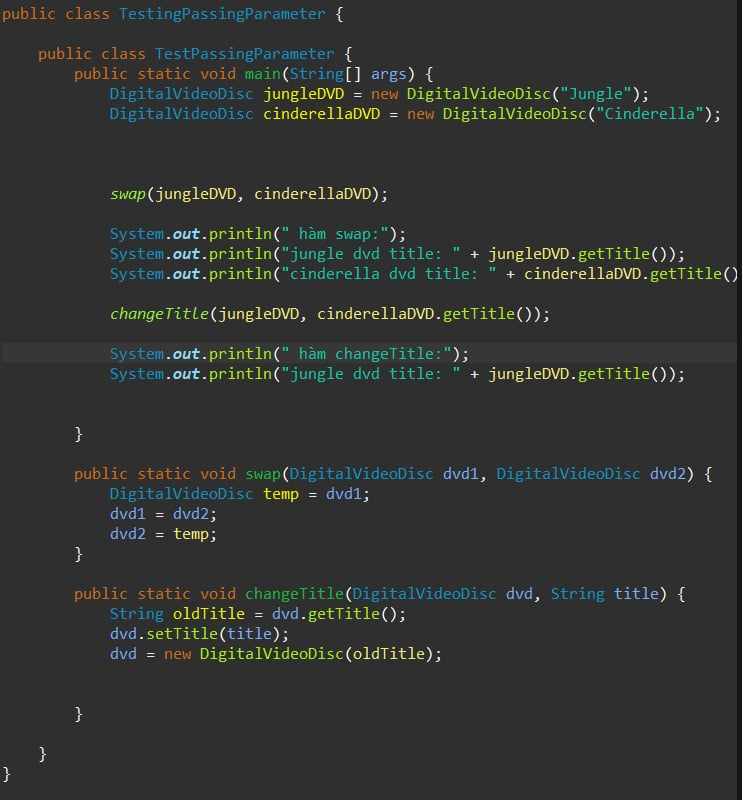 public class TestingPassingParameter {
public class TestPassingParameter {
public static void main(String[] args) {
DigitalVideoDisc jungleDVD = new DigitalVideoDisc("Jungle");
DigitalVideoDisc cinderellaDVD = new DigitalVideoDisc("Cinderella");
swap(jungleDVD, cinderellaDVD);
System.out.println(" hàm swap:");
System.out.println("jungle dvd title: " + jungleDVD.getTitle());
System.out.println("cinderella dvd title: " + cinderellaDVD.getTitle()
changeTitle(jungleDVD, cinderellaDVD.getTitle());
System.out.println(" hàm changeTitle:");
System.out.println("jungle dvd title: " + jungleDVD.getTitle());
}
public static void swap(DigitalVideoDisc dvd1, DigitalVideoDisc dvd2) {
DigitalVideoDisc temp = dvd1;
dvd1 = dvd2;
dvd2 = temp;
}
public static void changeTitle(DigitalVideoDisc dvd, String title) {
String oldTitle = dvd.getTitle();
dvd.setTitle(title);
dvd = new DigitalVideoDisc(oldTitle);
}
}
}